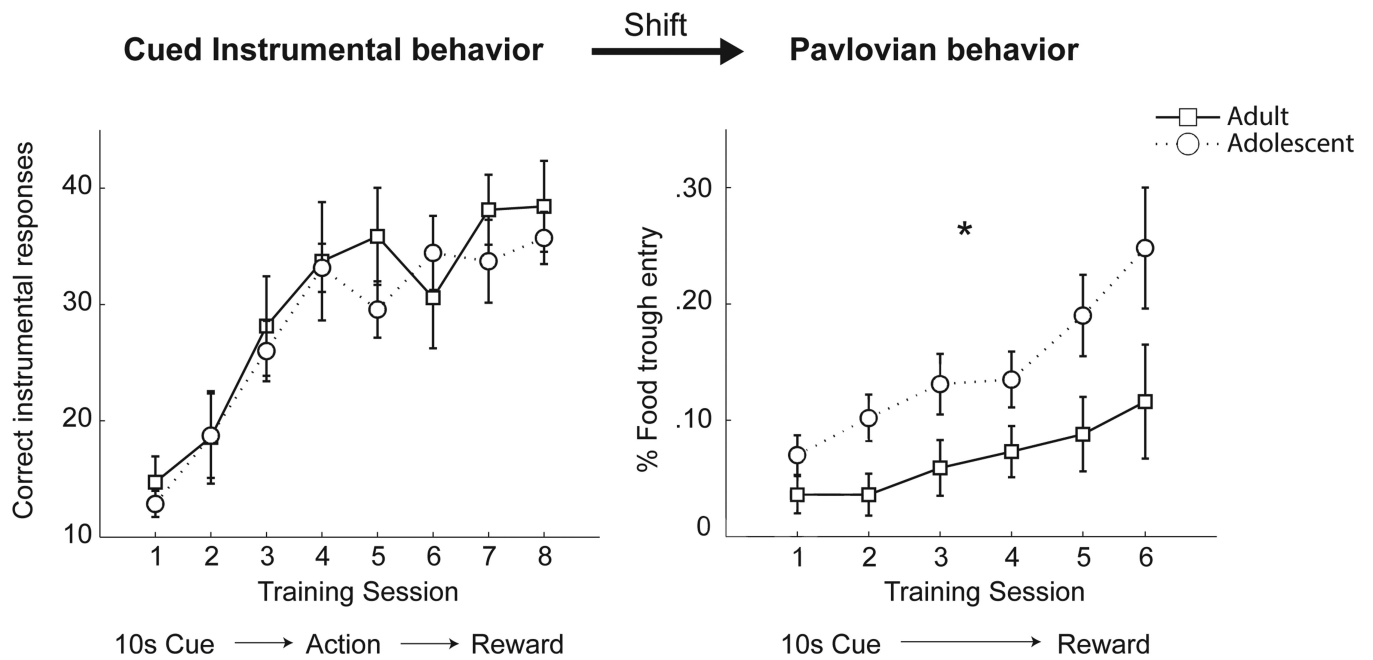 Cued Instrumental behavior
Shift
Pavlovian behavior
Adult
Adolescent
Correct instrumental responses
40
30
20
10
1 2 3 4 5 6 7 8
Training Session
10s Cue Action Reward
% Food trough entry
.30
.20
.10
0
*
1 2 3 4 5 6
Training Session
10s Cue Reward